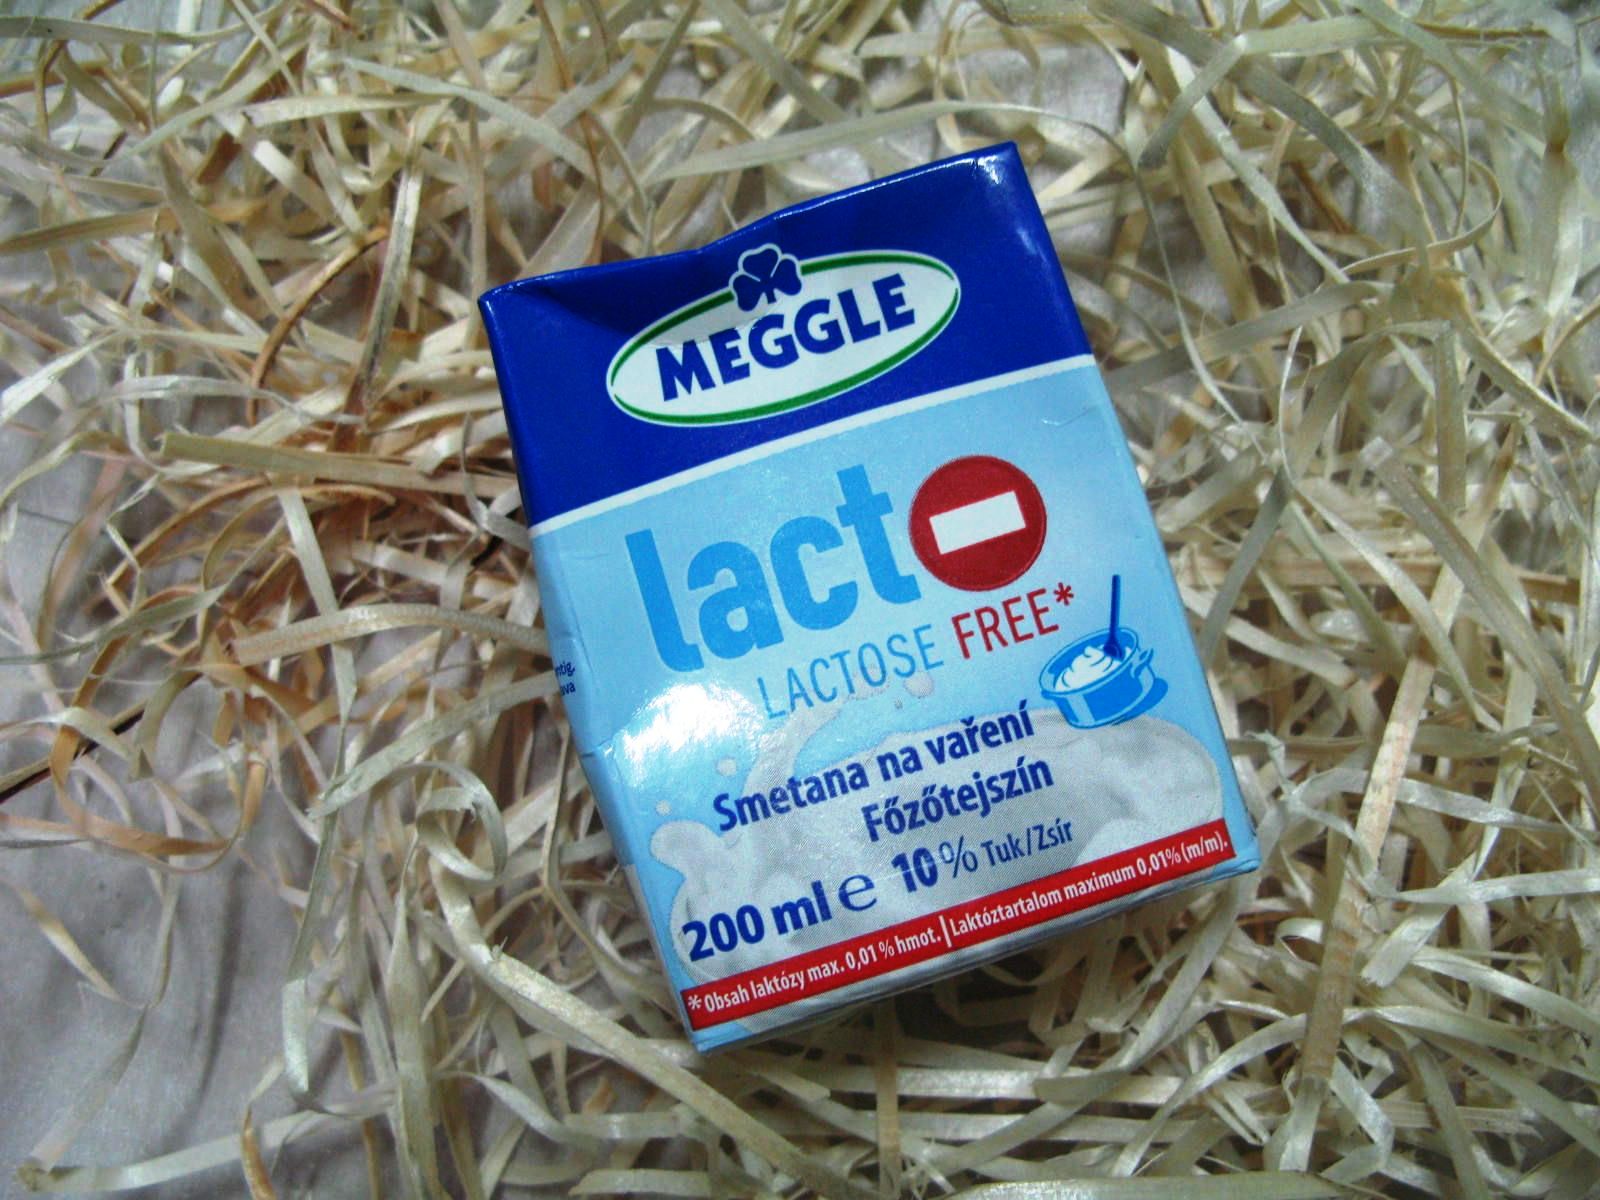 MEGGLE
lact
LACTOSE FREE*
Smetana na vaření
Főzőtejszín
10% Tuk/Zsír
200 ml e
*Obsah laktózy max. 0,01 % hmot. | Laktóztartalom maximum 0,01% (m/m).